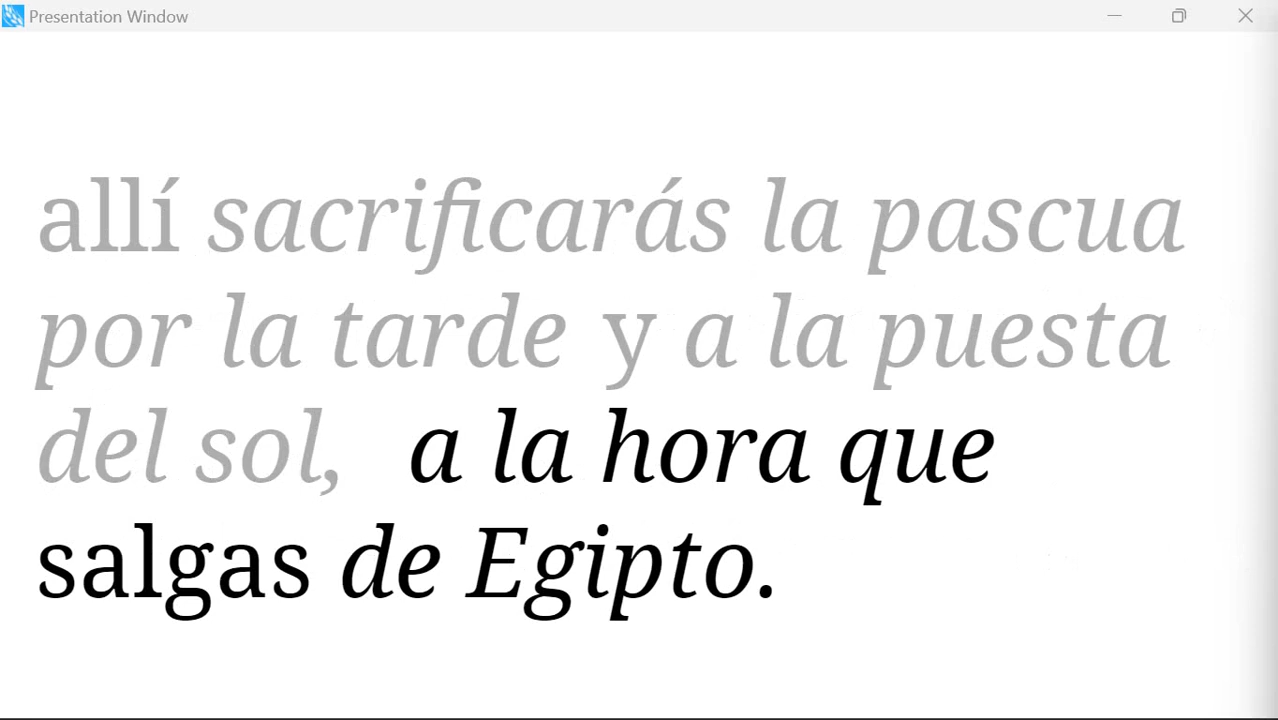 Presentation Window
allí sacrificarás la pascua
por la tarde y a la puesta
del sol, a la hora que
salgas de Egipto.